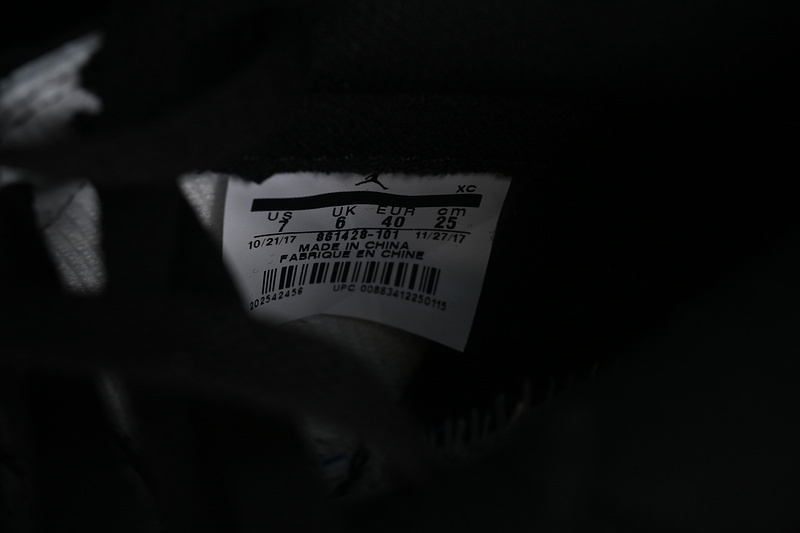 XC
US UK EUR cm
7 6 40 25
10/21/17 861428-101 11/27/17
MADE IN CHINA
FABRIQUE EN CHINE
202542456 UPC 00883412250115